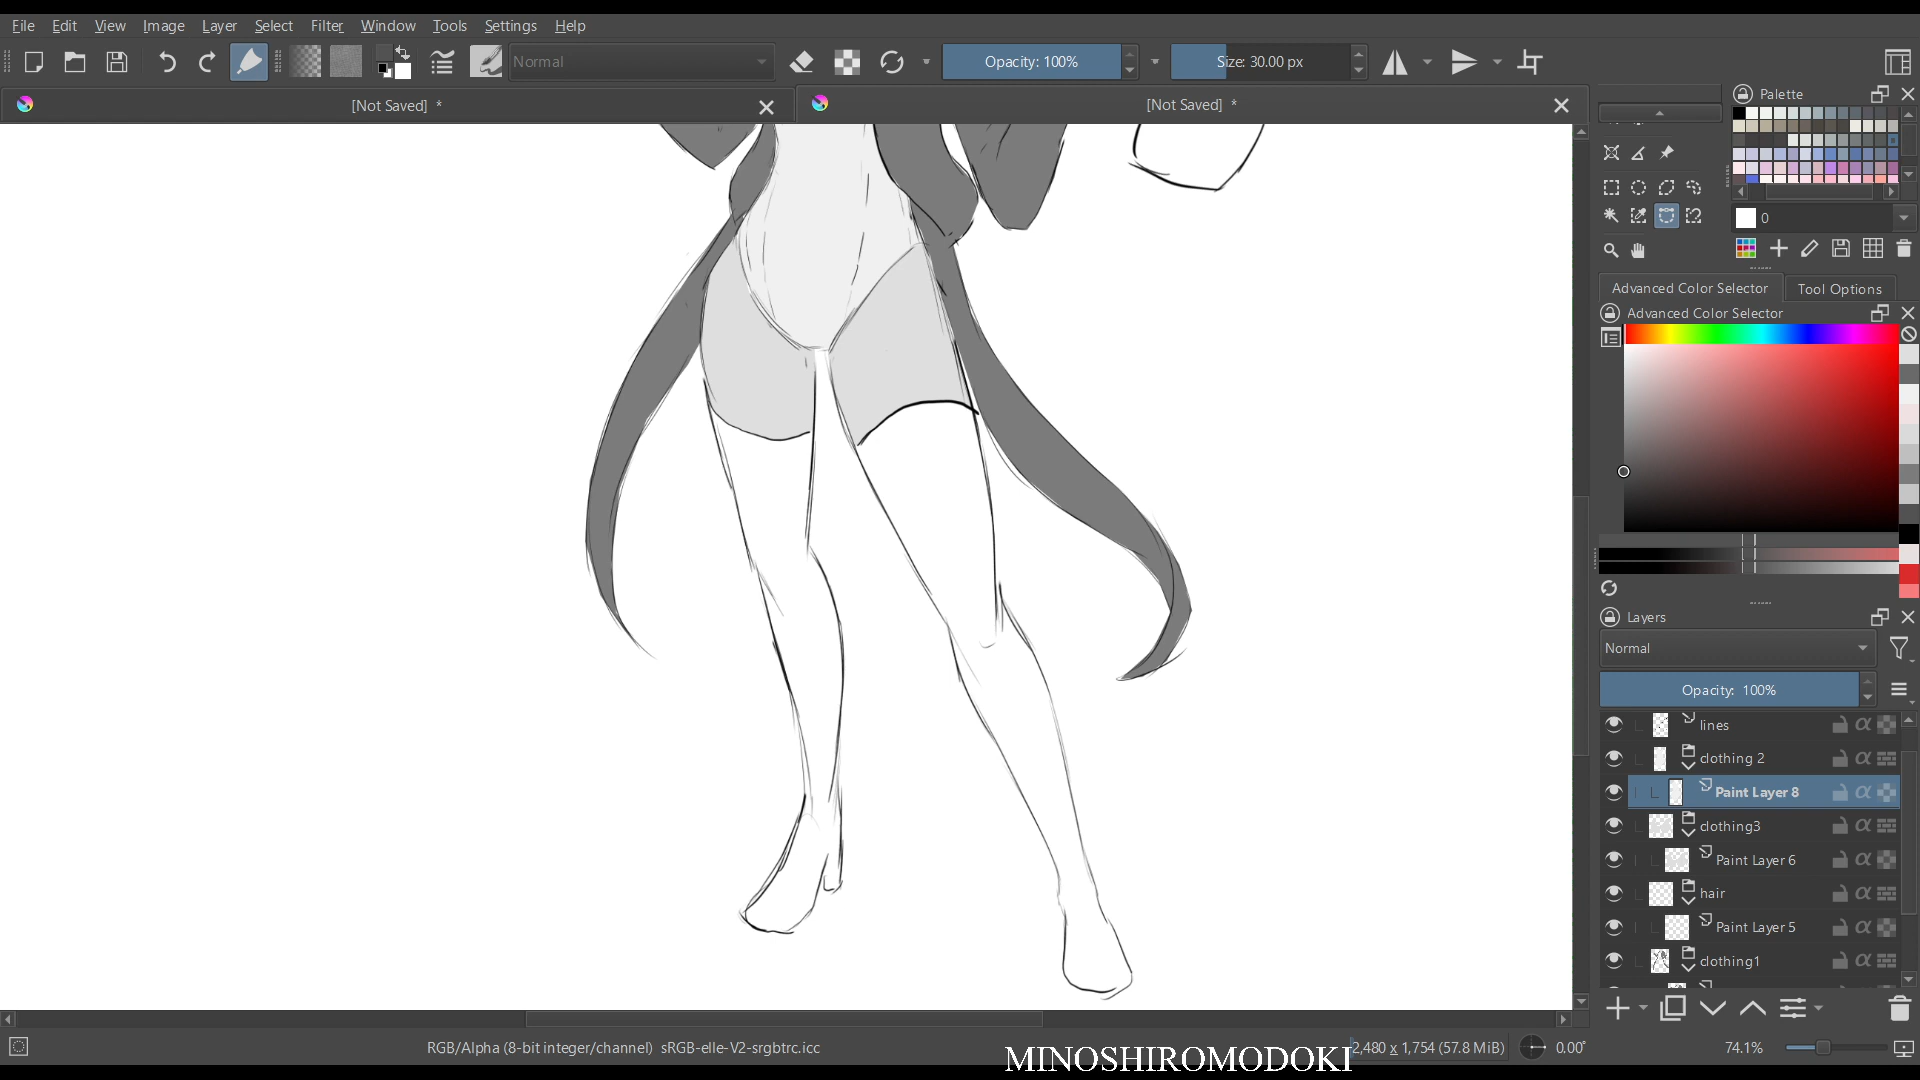 File Edit View Image Layer Select Filter Window Tools Settings Help
Normal Opacity: 100% Size: 30.00 px
[Not Saved] * [Not Saved] *
Palette
0
Advanced Color Selector Tool Options
Advanced Color Selector
Layers
Normal
Opacity: 100%
lines
clothing 2
Paint Layer 8
clothing3
Paint Layer 6
hair
Paint Layer 5
clothing1
RGB/Alpha (8-bit integer/channel) sRGB-elle-V2-srgbtrc.icc 2,480 x 1,754 (57.8 MiB) 0.00° 74.1%
MINOSHIROMODOKI